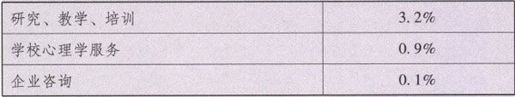 研究、教学、培训 3.2%
学校心理学服务 0.9%
企业咨询 0.1%